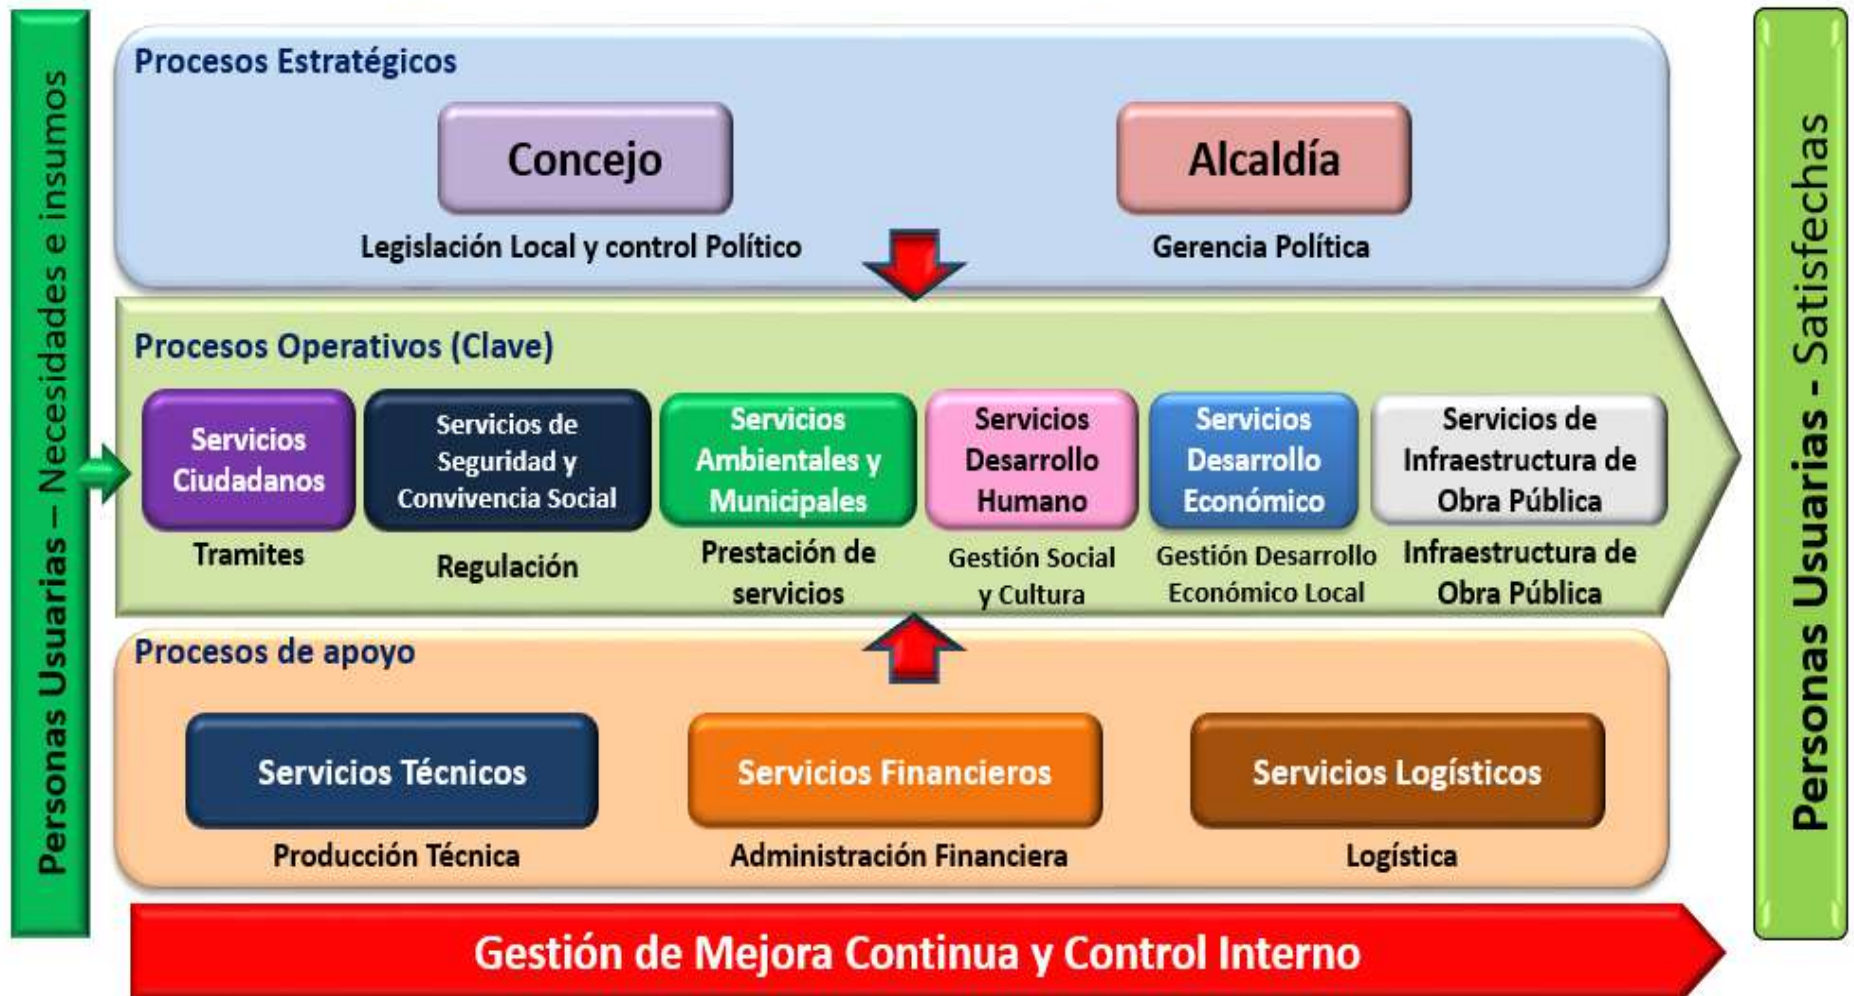 Personas Usuarias – Necesidades e insumos
Procesos Estratégicos
Concejo
Alcaldía
Legislación Local y control Político
Gerencia Política
Procesos Operativos (Clave)
Servicios
Ciudadanos
Tramites
Servicios de
Seguridad y
Convivencia Social
Regulación
Servicios
Ambientales y
Municipales
Prestación de
servicios
Servicios
Desarrollo
Humano
Gestión Social
y Cultura
Servicios
Desarrollo
Económico
Gestión Desarrollo
Económico Local
Servicios de
Infraestructura de
Obra Pública
Infraestructura de
Obra Pública
Procesos de apoyo
Servicios Técnicos
Producción Técnica
Servicios Financieros
Administración Financiera
Servicios Logísticos
Logística
Gestión de Mejora Continua y Control Interno
Personas Usuarias - Satisfechas